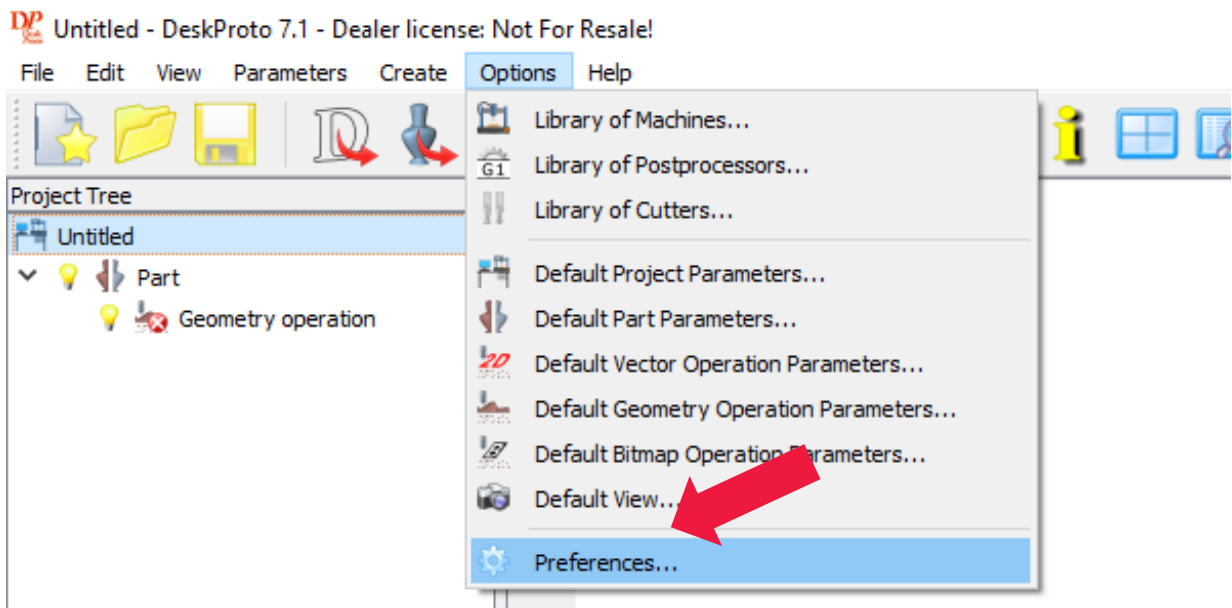 Untitled - DeskProto 7.1 - Dealer license: Not For Resale!
File Edit View Parameters Create Options Help
Library of Machines...
Library of Postprocessors...
G1
Library of Cutters...
Project Tree
Untitled
Part
Geometry operation
Default Project Parameters...
Default Part Parameters...
2D
Default Vector Operation Parameters...
Default Geometry Operation Parameters...
Default Bitmap Operation Parameters...
Default View...
Preferences...